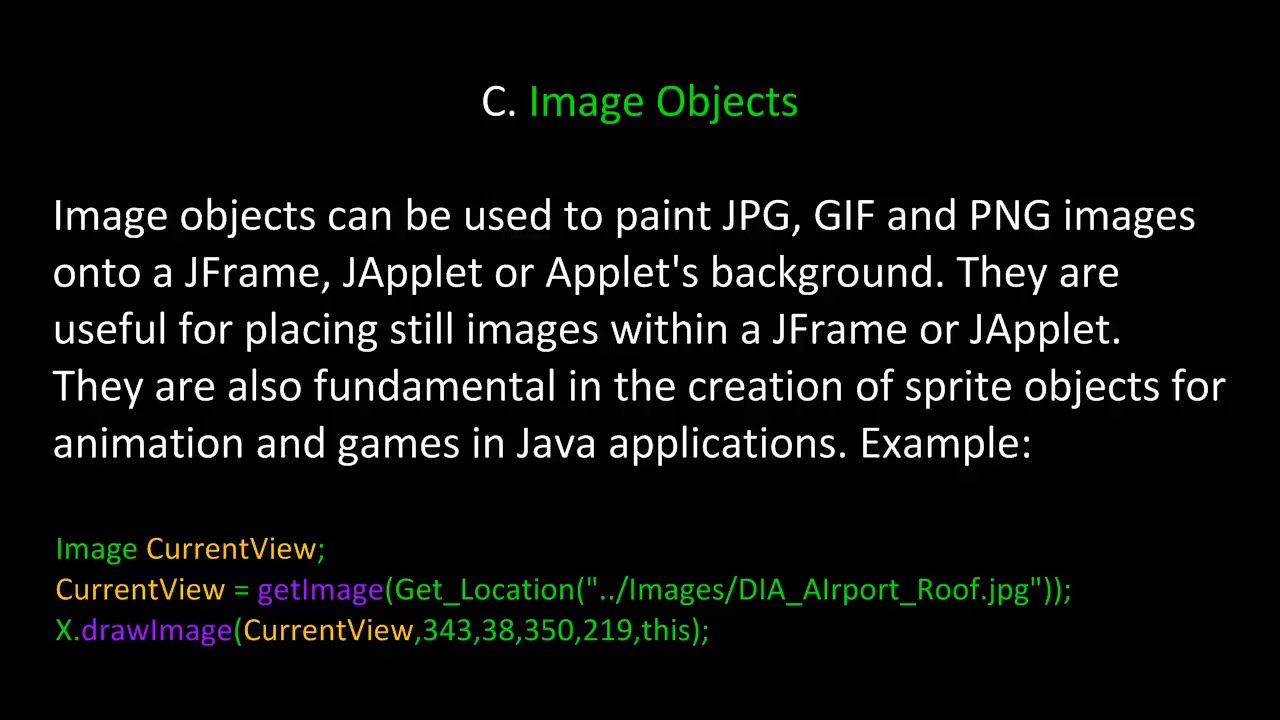 C. Image Objects
Image objects can be used to paint JPG, GIF and PNG images
onto a JFrame, JApplet or Applet's background. They are
useful for placing still images within a JFrame or JApplet.
They are also fundamental in the creation of sprite objects for
animation and games in Java applications. Example:
Image CurrentView;
CurrentView = getImage(Get_Location("../Images/DIA_AIrport_Roof.jpg"));
X.drawImage(CurrentView,343,38,350,219,this);